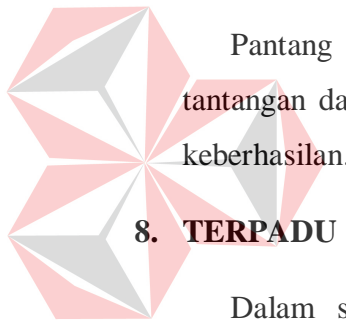 Pantang
tantangan da
keberhasilan.
8. TERPADU
Dalam s